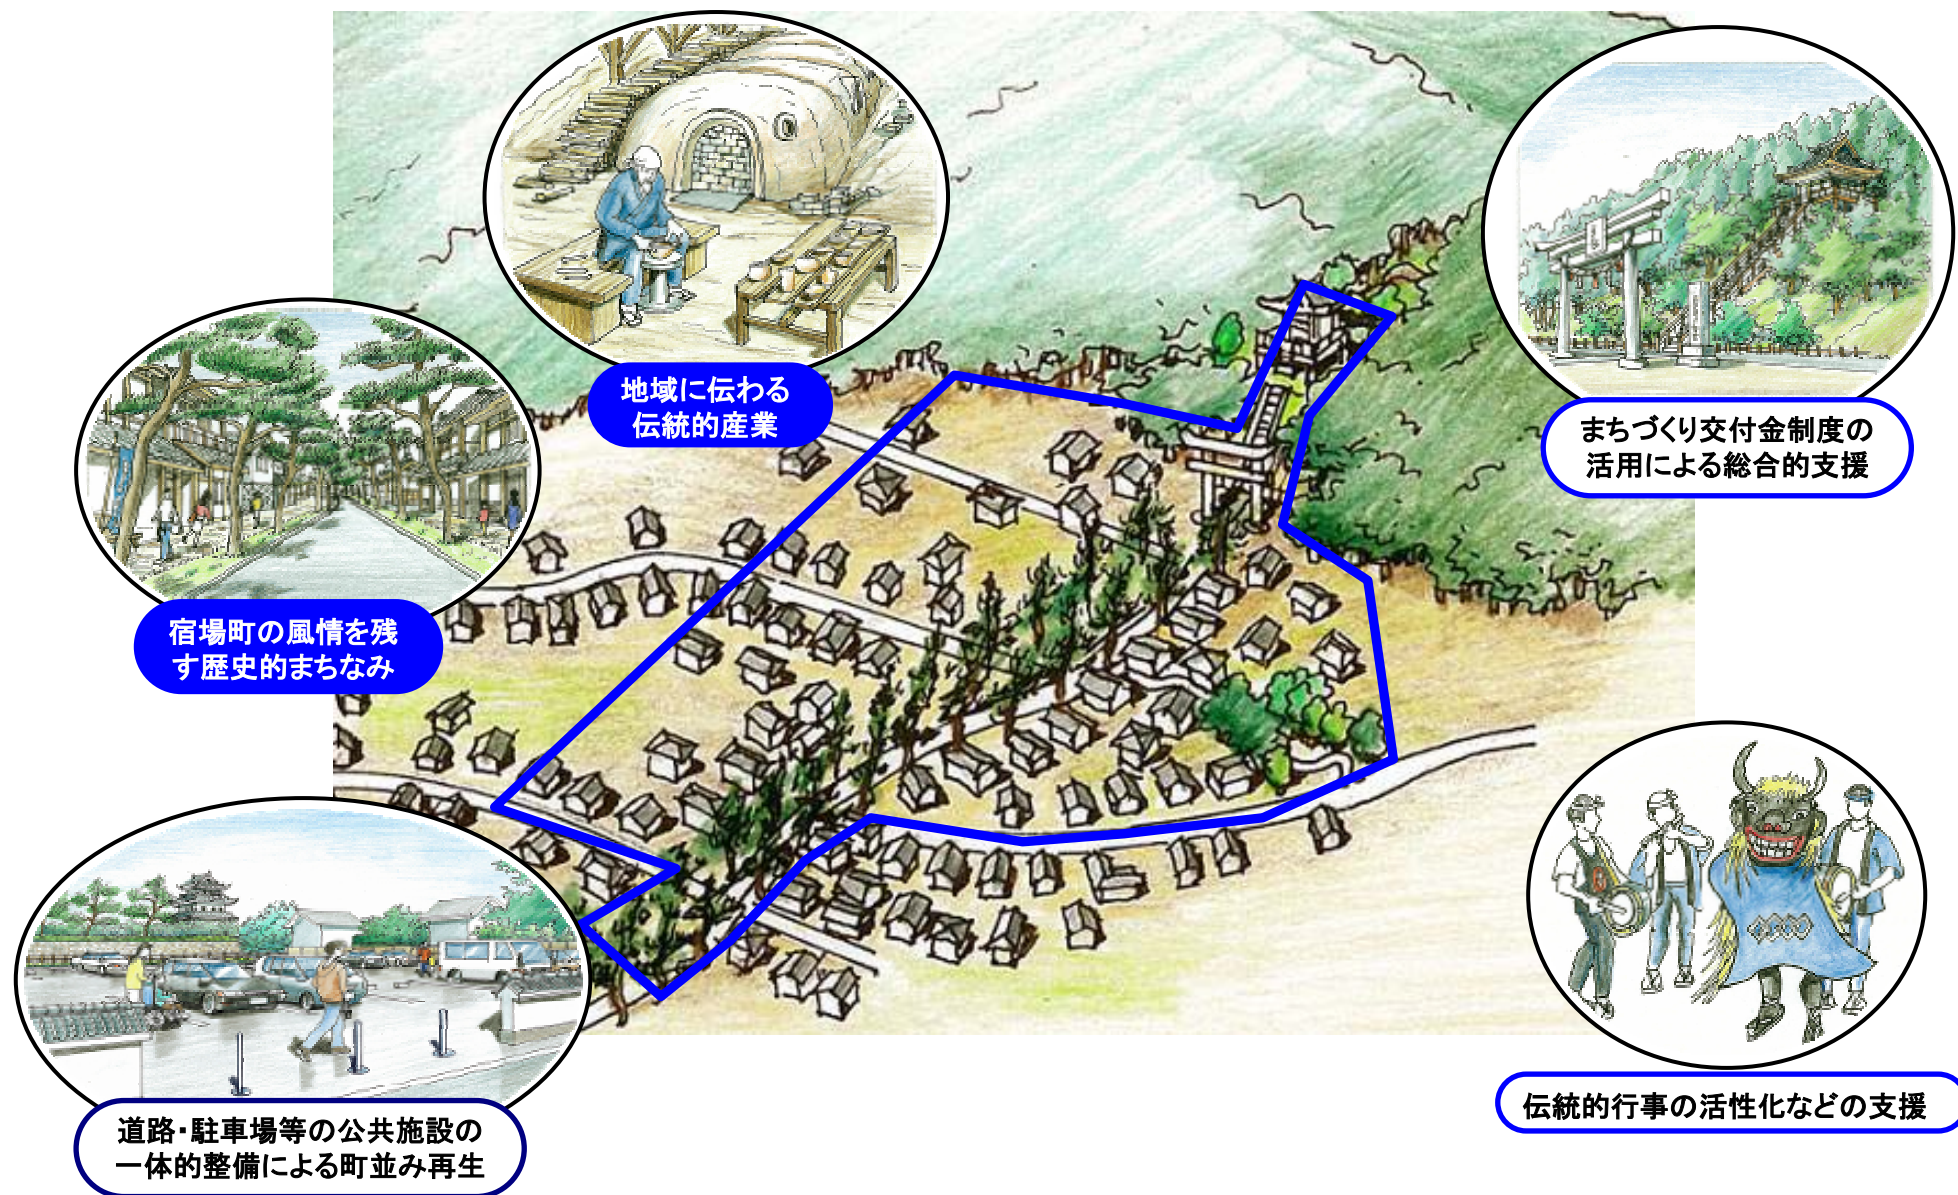 地域に伝わる
伝統的産業
まちづくり交付金制度の
活用による総合的支援
宿場町の風情を残
す歴史的まちなみ
道路・駐車場等の公共施設の
一体的整備による町並み再生
伝統的行事の活性化などの支援